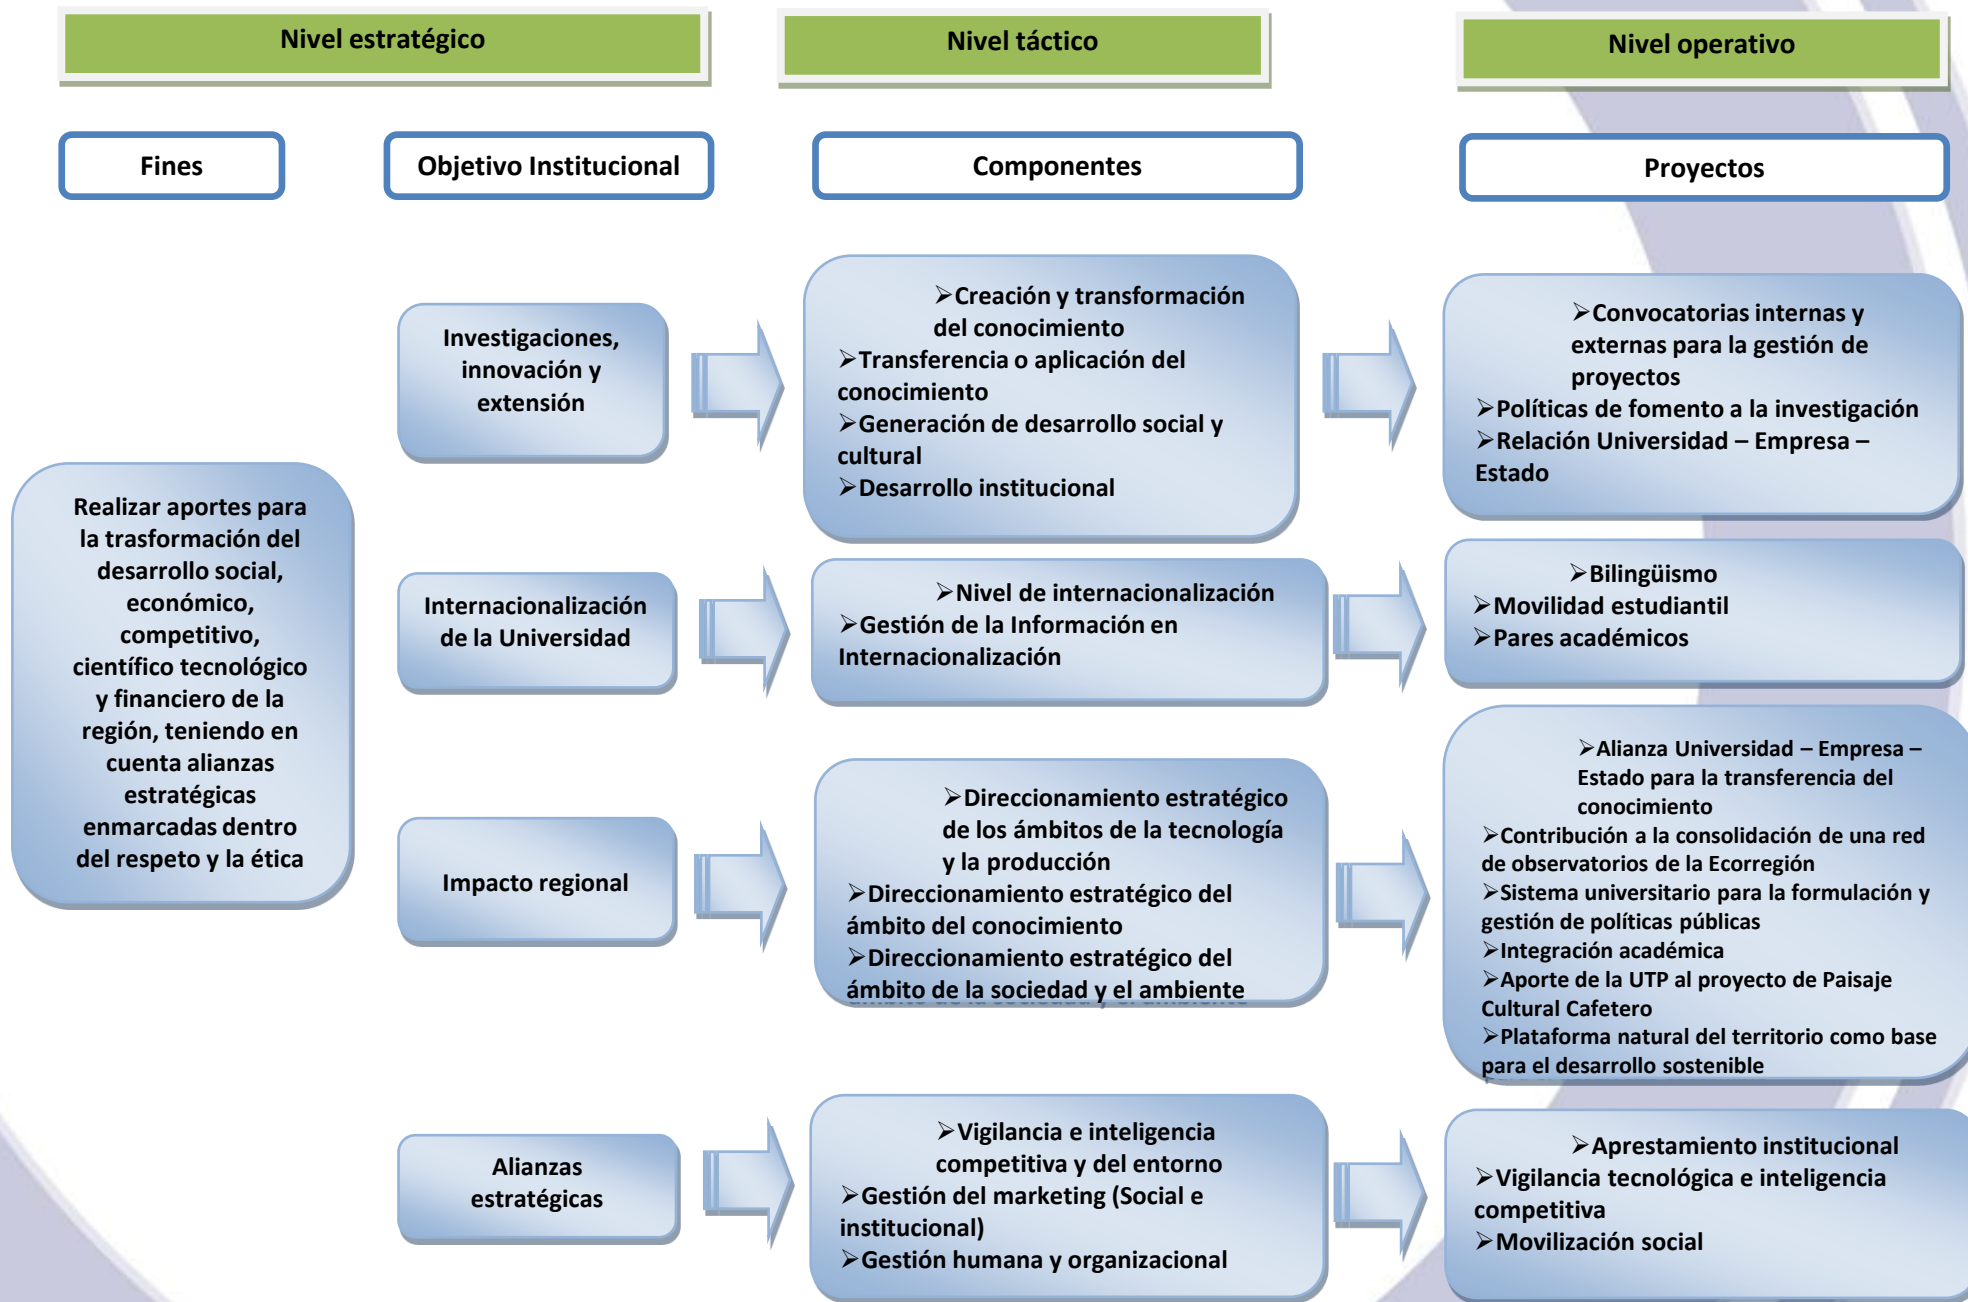 Nivel estratégico
Nivel táctico
Nivel operativo
Fines
Objetivo Institucional
Componentes
Proyectos
Realizar aportes para
la trasformación del
desarrollo social,
económico,
competitivo,
científico tecnológico
y financiero de la
región, teniendo en
cuenta alianzas
estratégicas
enmarcadas dentro
del respeto y la ética
Investigaciones,
innovación y
extensión
➢Creación y transformación
del conocimiento
➢Transferencia o aplicación del
conocimiento
➢Generación de desarrollo social y
cultural
➢Desarrollo institucional
➢Convocatorias internas y
externas para la gestión de
proyectos
➢Políticas de fomento a la investigación
➢Relación Universidad – Empresa –
Estado
Internacionalización
de la Universidad
➢Nivel de internacionalización
➢Gestión de la Información en
Internacionalización
➢Bilingüismo
➢Movilidad estudiantil
➢Pares académicos
Impacto regional
➢Direccionamiento estratégico
de los ámbitos de la tecnología
y la producción
➢Direccionamiento estratégico del
ámbito del conocimiento
➢Direccionamiento estratégico del
ámbito de la sociedad y el ambiente
➢Alianza Universidad – Empresa –
Estado para la transferencia del
conocimiento
➢Contribución a la consolidación de una red
de observatorios de la Ecorregión
➢Sistema universitario para la formulación y
gestión de políticas públicas
➢Integración académica
➢Aporte de la UTP al proyecto de Paisaje
Cultural Cafetero
➢Plataforma natural del territorio como base
para el desarrollo sostenible
Alianzas
estratégicas
➢Vigilancia e inteligencia
competitiva y del entorno
➢Gestión del marketing (Social e
institucional)
➢Gestión humana y organizacional
➢Aprestamiento institucional
➢Vigilancia tecnológica e inteligencia
competitiva
➢Movilización social